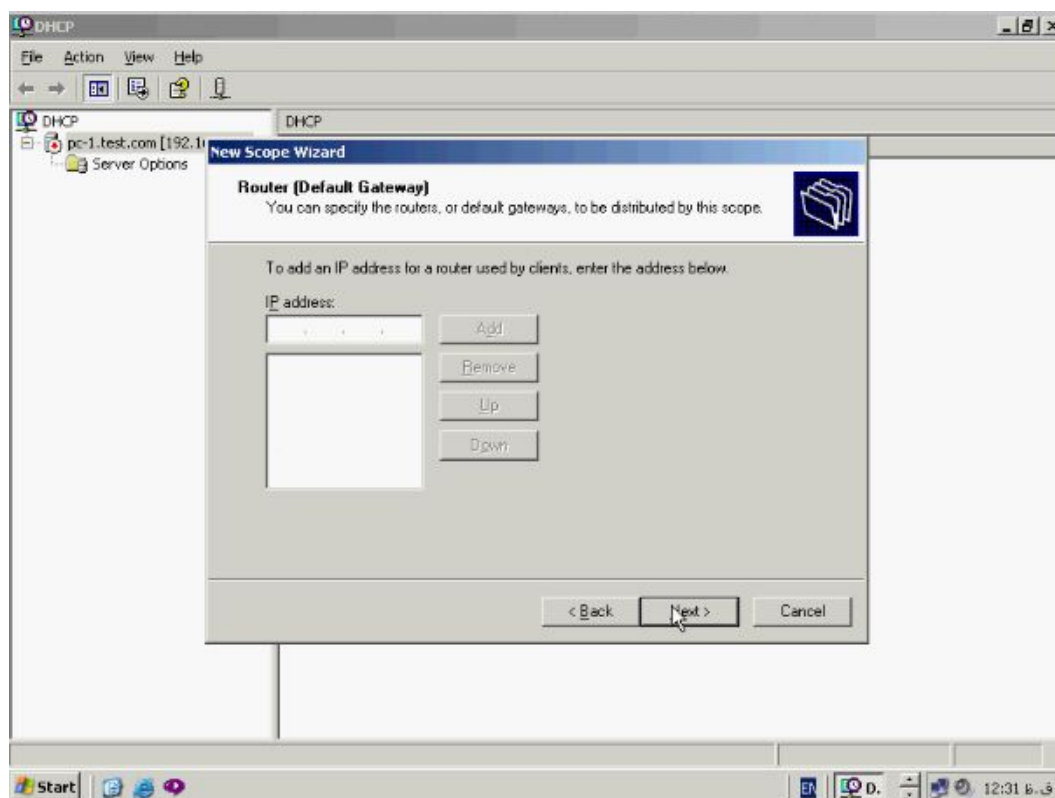 DHCP
File Action View Help
DHCP
DHCP
pc-1.test.com [192.1
Server Options
New Scope Wizard
Router (Default Gateway)
You can specify the routers, or default gateways, to be distributed by this scope.
To add an IP address for a router used by clients, enter the address below.
IP address:
. . .
Add
Remove
Up
Down
< Back Next > Cancel
Start EN D. 12:31 ق.ظ